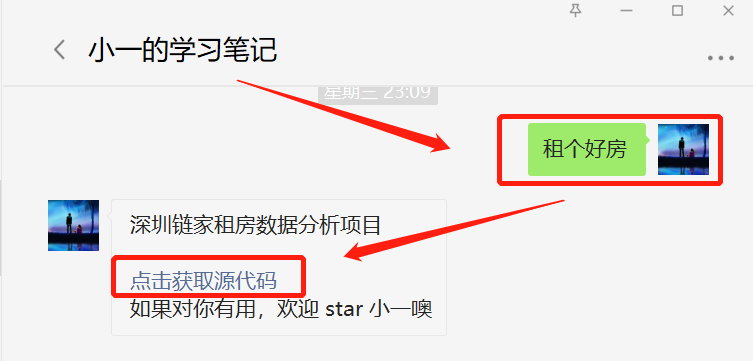 小一的学习笔记
星期三 23:09
租个好房
深圳链家租房数据分析项目
点击获取源代码
如果对你有用，欢迎 star 小一噢